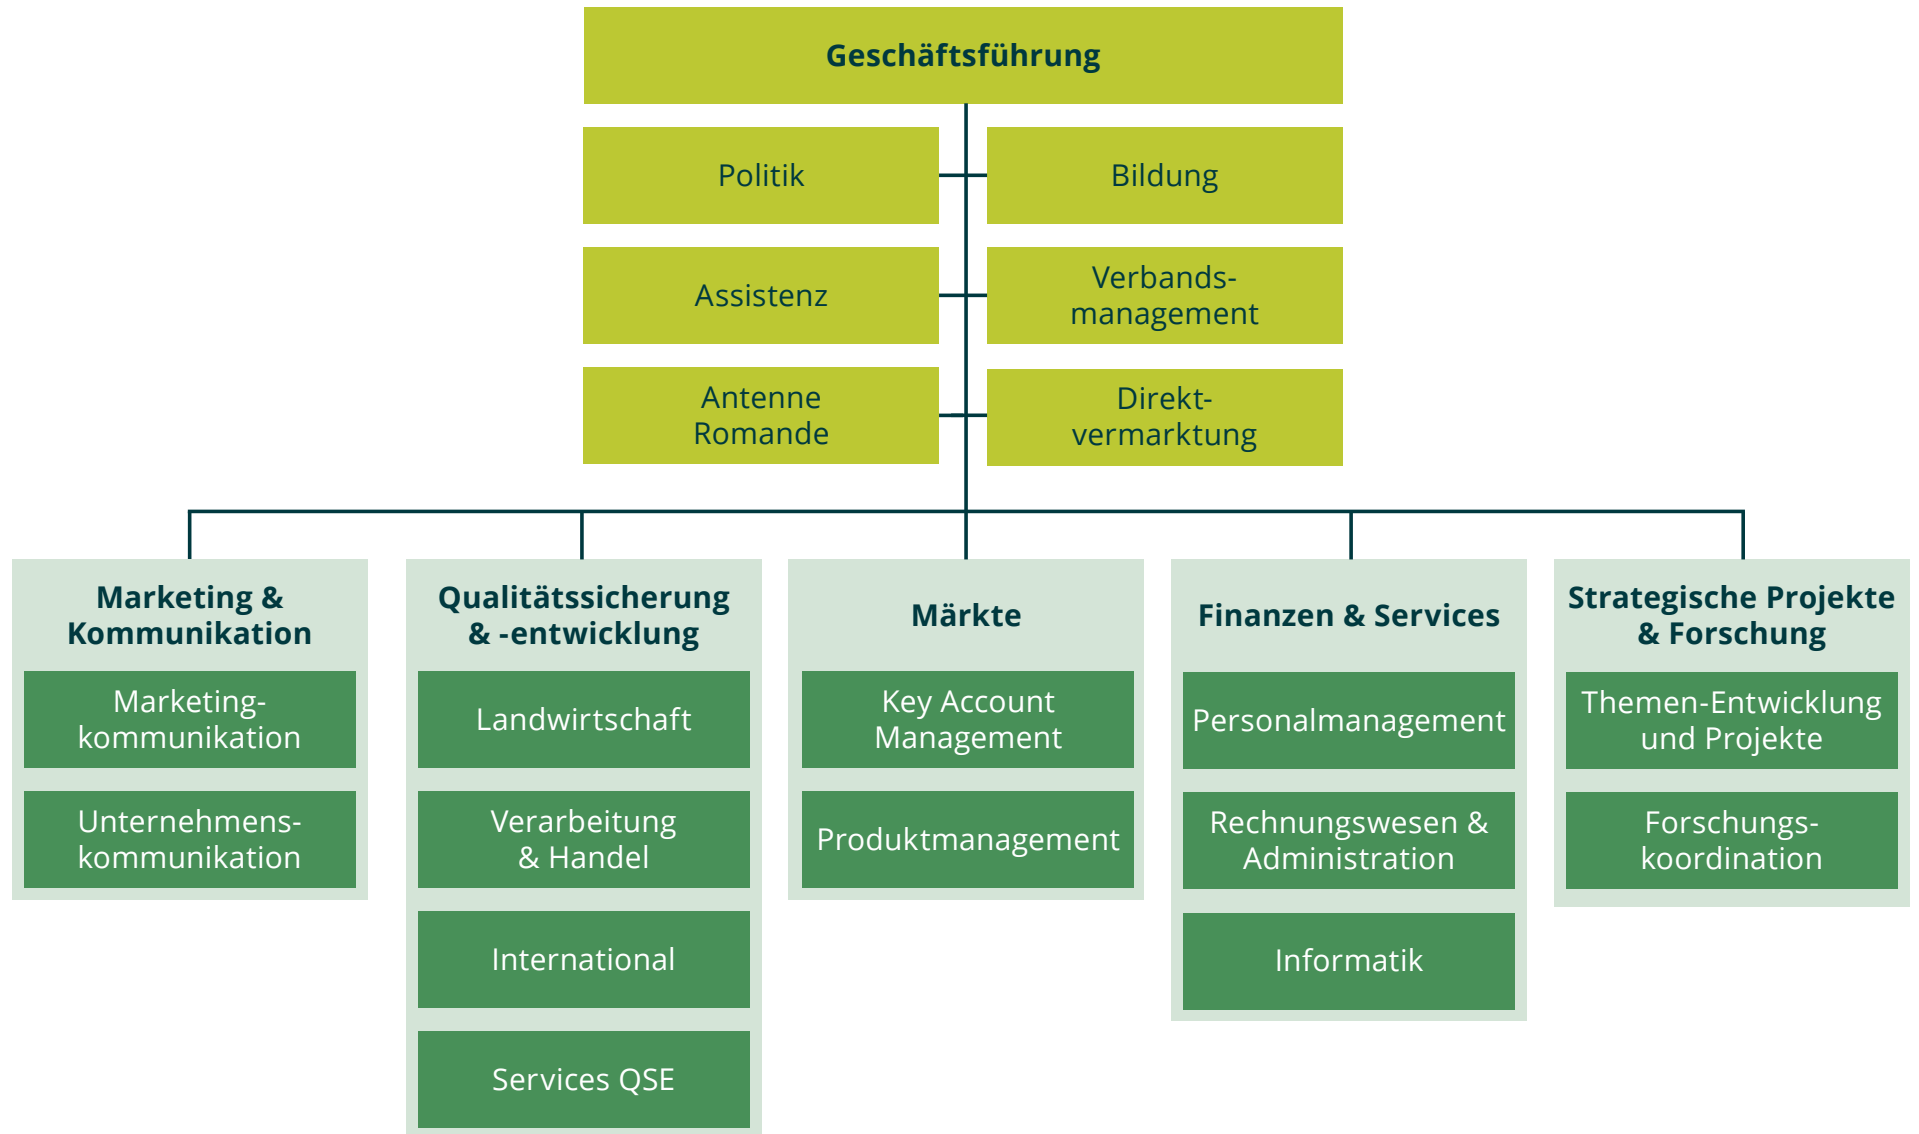 Geschäftsführung
Politik
Bildung
Assistenz
Verbands-
management
Antenne
Romande
Direkt-
vermarktung
Marketing &
Kommunikation
Marketing-
kommunikation
Unternehmens-
kommunikation
Qualitätssicherung
& -entwicklung
Landwirtschaft
Verarbeitung
& Handel
International
Services QSE
Märkte
Key Account
Management
Produktmanagement
Finanzen & Services
Personalmanagement
Rechnungswesen &
Administration
Informatik
Strategische Projekte
& Forschung
Themen-Entwicklung
und Projekte
Forschungs-
koordination